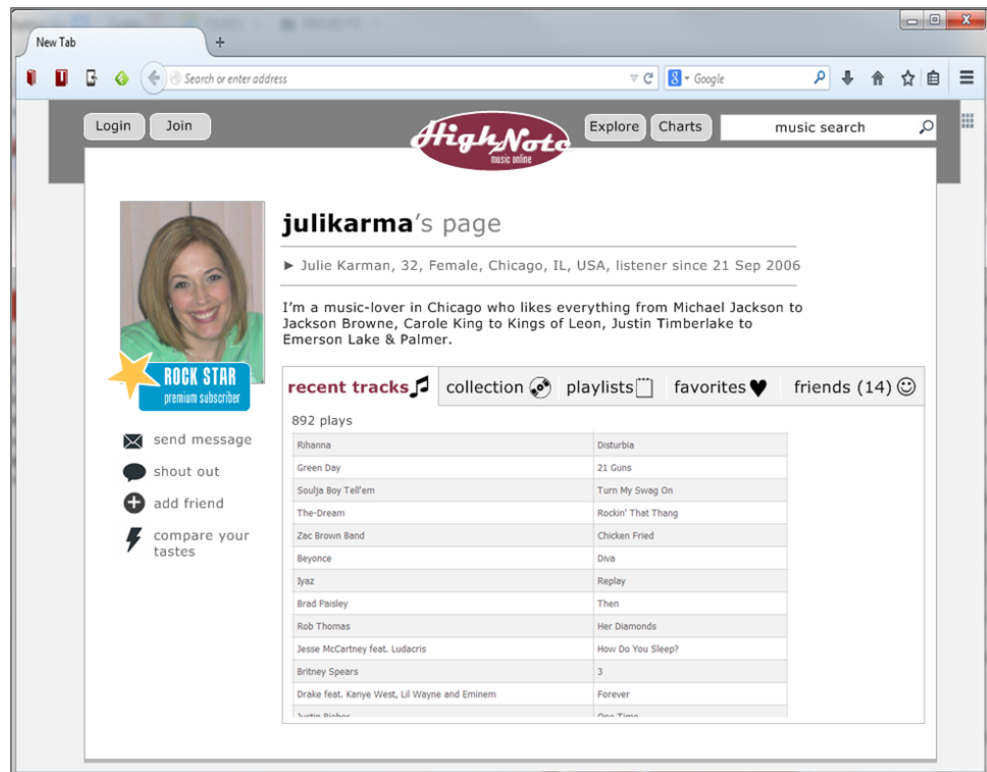 New Tab
Search or enter address
Google
Login
Join
HighNote
music online
Explore
Charts
music search
julikarma's page
► Julie Karman, 32, Female, Chicago, IL, USA, listener since 21 Sep 2006
I'm a music-lover in Chicago who likes everything from Michael Jackson to
Jackson Browne, Carole King to Kings of Leon, Justin Timberlake to
Emerson Lake & Palmer.
ROCK STAR
premium subscriber
send message
shout out
add friend
compare your
tastes
recent tracks collection playlists favorites friends (14)
892 plays
Rihanna Disturbia
Green Day 21 Guns
Soulja Boy Tell'em Turn My Swag On
The-Dream Rockin' That Thang
Zac Brown Band Chicken Fried
Beyonce Diva
Iyaz Replay
Brad Paisley Then
Rob Thomas Her Diamonds
Jesse McCartney feat. Ludacris How Do You Sleep?
Britney Spears 3
Drake feat. Kanye West, Lil Wayne and Eminem Forever
Justin Bieber One Time